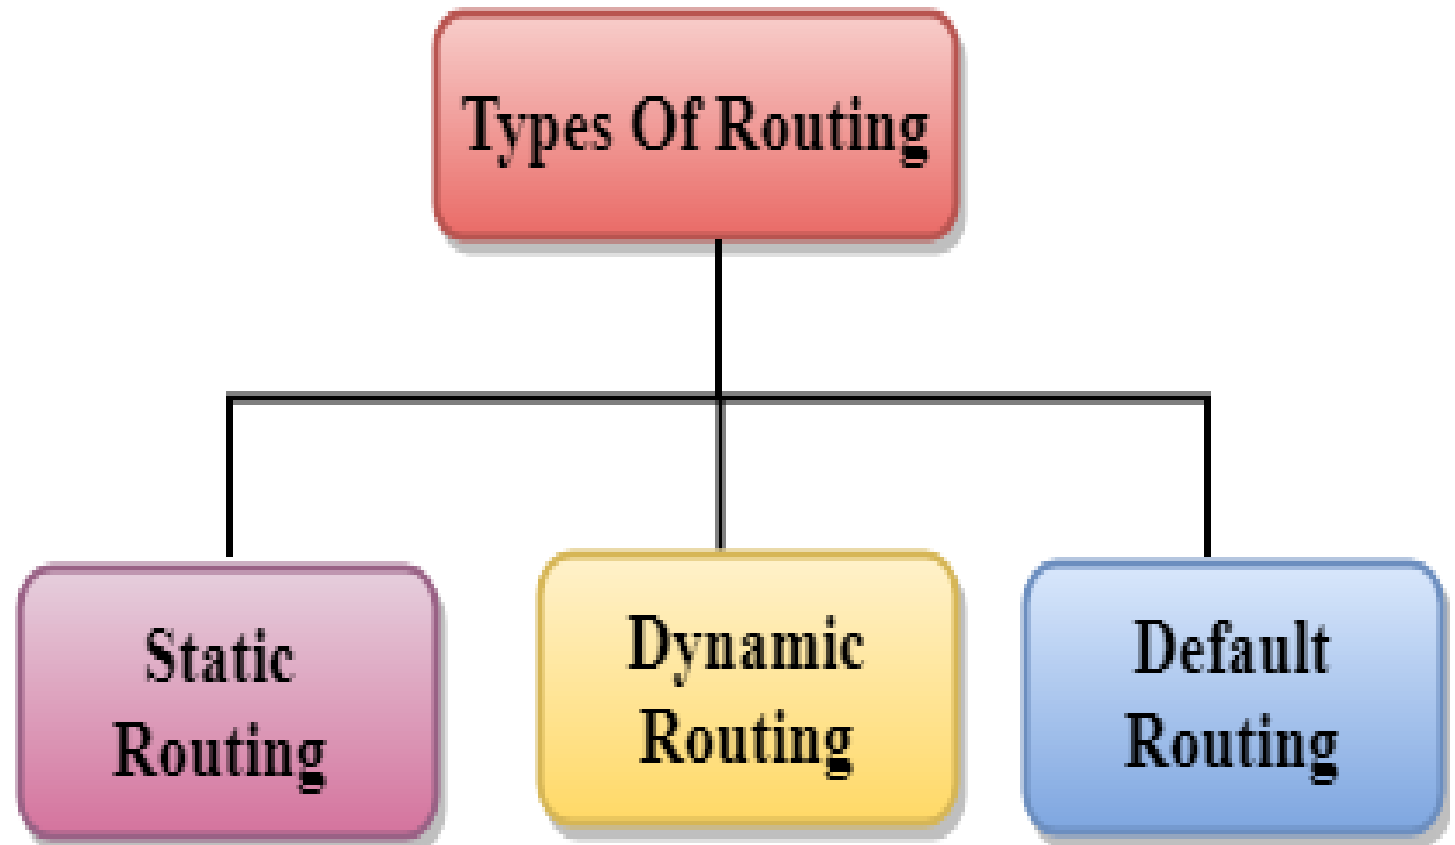 Types Of Routing
Static
Routing
Dynamic
Routing
Default
Routing